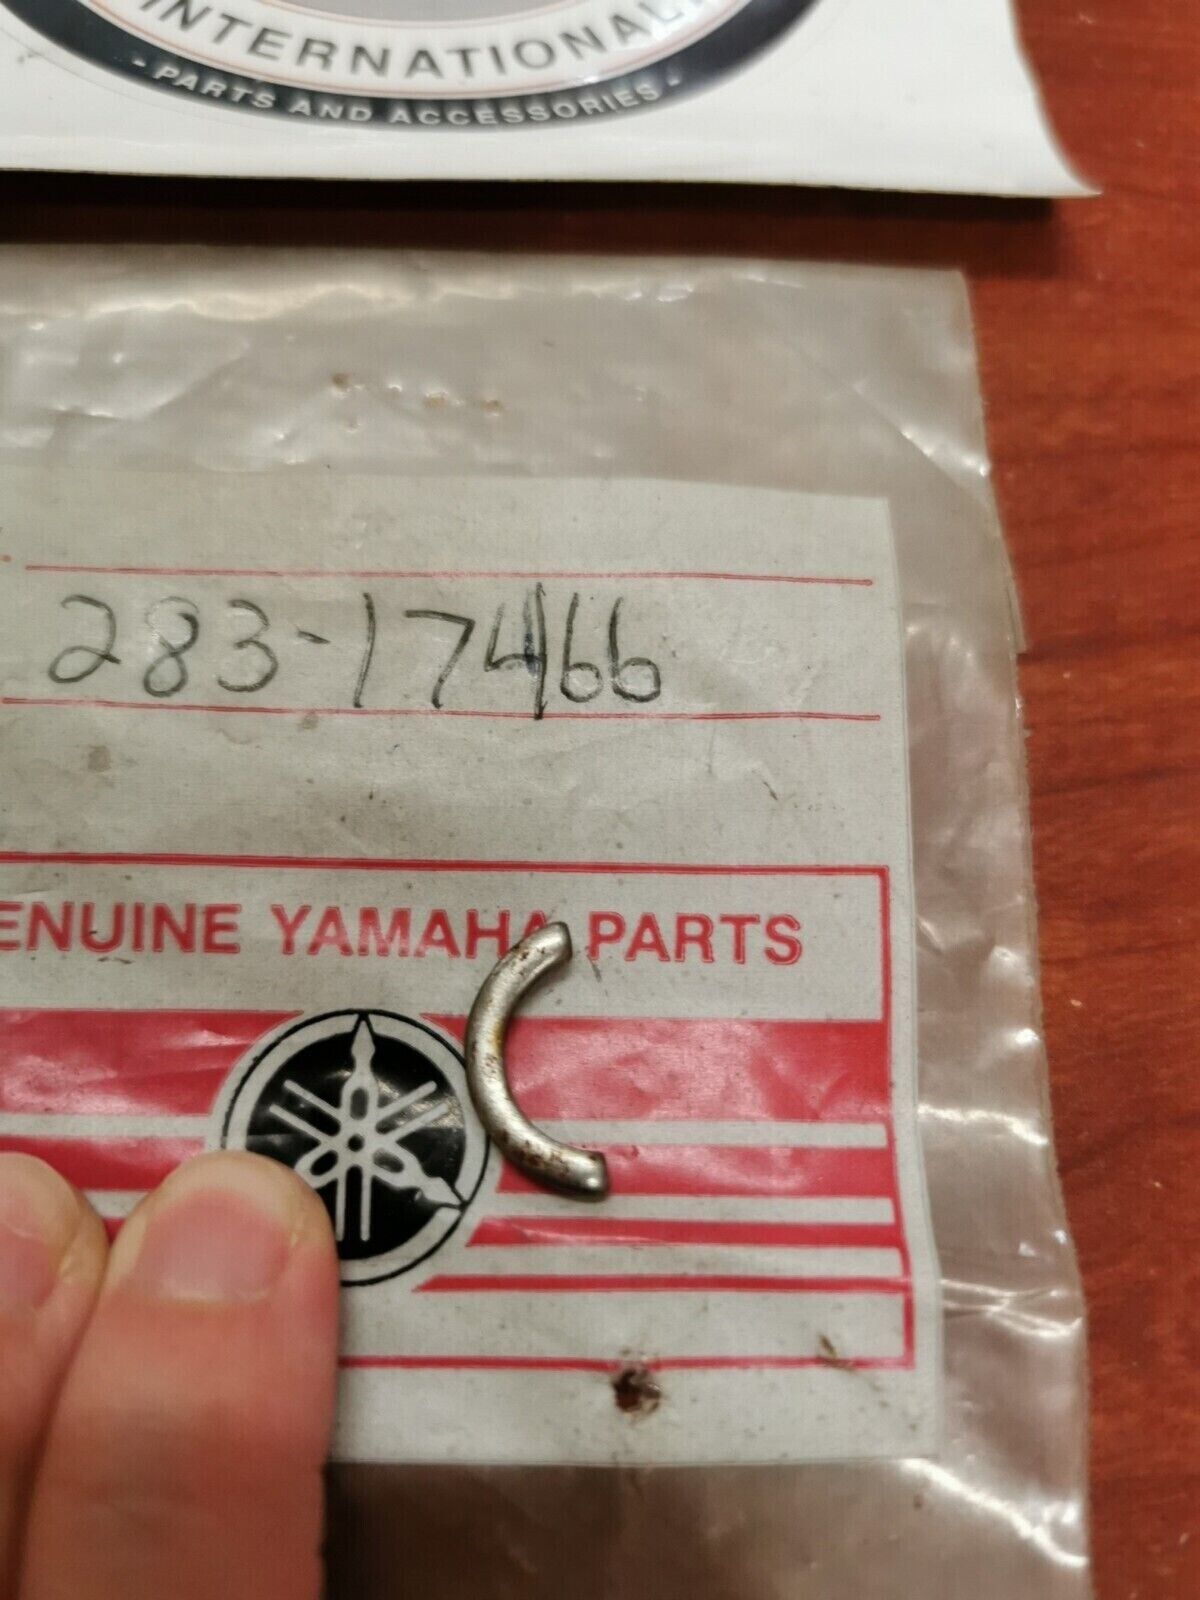 INTERNATIONAL
- PARTS AND ACCESSORIES -
283-17466
ENUINE YAMAHA PARTS